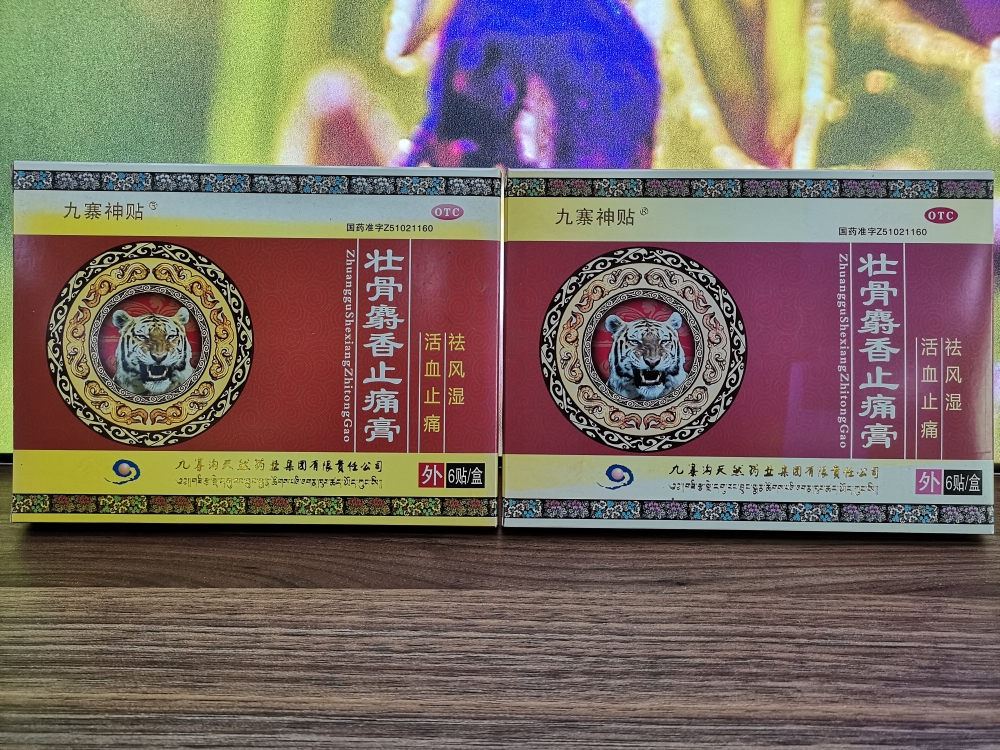 九寨神贴®
OTC
国药准字Z51021160
壮骨麝香止痛膏
ZhuangguShexiangZhitongGao
祛风湿
活血止痛
九寨沟天然药业集团有限责任公司
外 6贴/盒
九寨神贴®
OTC
国药准字Z51021160
壮骨麝香止痛膏
ZhuangguShexiangZhitongGao
祛风湿
活血止痛
九寨沟天然药业集团有限责任公司
外 6贴/盒